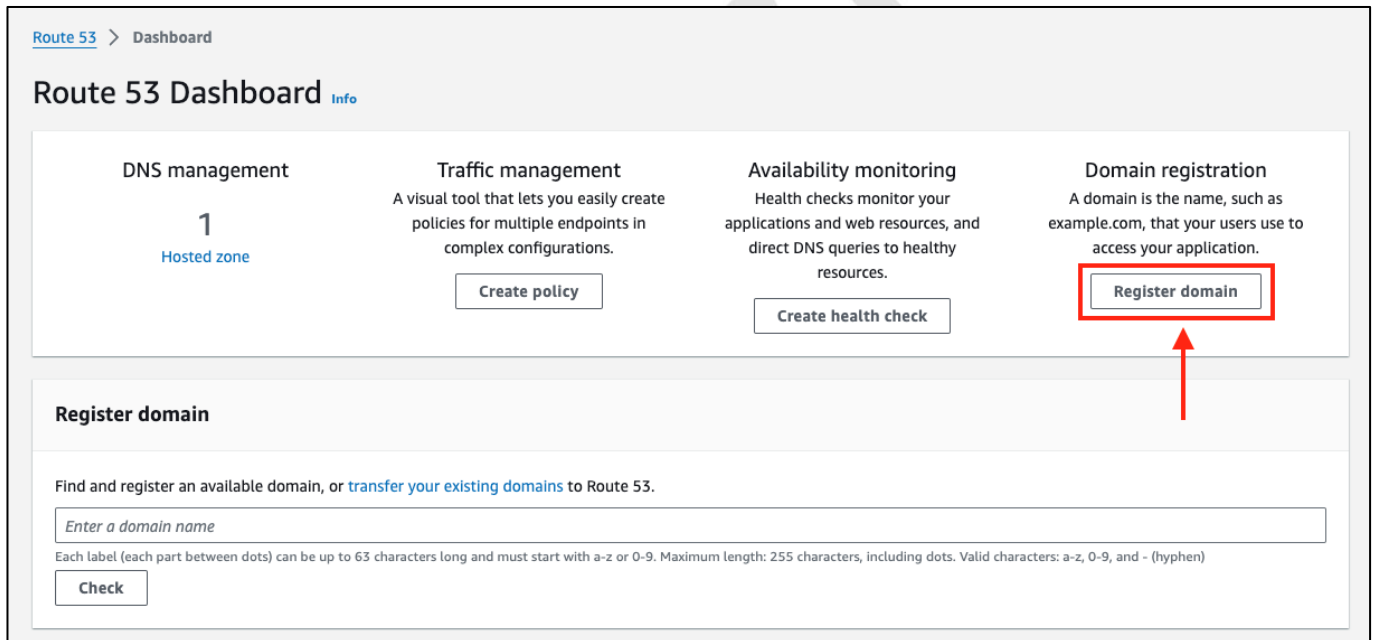 Route 53 > Dashboard
Route 53 Dashboard Info
DNS management
1
Hosted zone
Traffic management
A visual tool that lets you easily create
policies for multiple endpoints in
complex configurations.
Create policy
Availability monitoring
Health checks monitor your
applications and web resources, and
direct DNS queries to healthy
resources.
Create health check
Domain registration
A domain is the name, such as
example.com, that your users use to
access your application.
Register domain
Register domain
Find and register an available domain, or transfer your existing domains to Route 53.
Enter a domain name
Each label (each part between dots) can be up to 63 characters long and must start with a-z or 0-9. Maximum length: 255 characters, including dots. Valid characters: a-z, 0-9, and - (hyphen)
Check